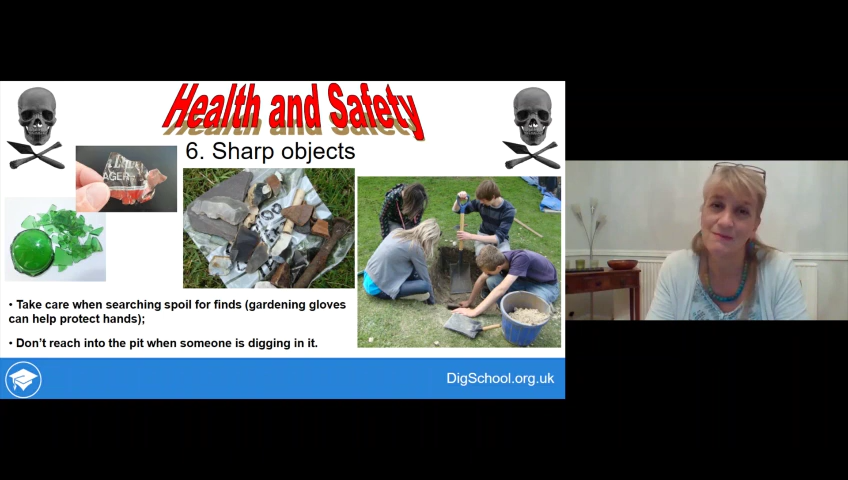 Health and Safety
6. Sharp objects
AGER
• Take care when searching spoil for finds (gardening gloves
can help protect hands);
• Don't reach into the pit when someone is digging in it.
DigSchool.org.uk